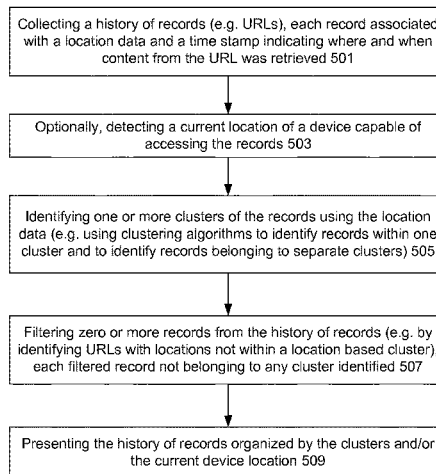 Collecting a history of records (e.g. URLs), each record associated
with a location data and a time stamp indicating where and when
content from the URL was retrieved 501
Optionally, detecting a current location of a device capable of
accessing the records 503
Identifying one or more clusters of the records using the location
data (e.g. using clustering algorithms to identify records within one
cluster and to identify records belonging to separate clusters) 505
Filtering zero or more records from the history of records (e.g. by
identifying URLs with locations not within a location based cluster),
each filtered record not belonging to any cluster identified 507
Presenting the history of records organized by the clusters and/or
the current device location 509